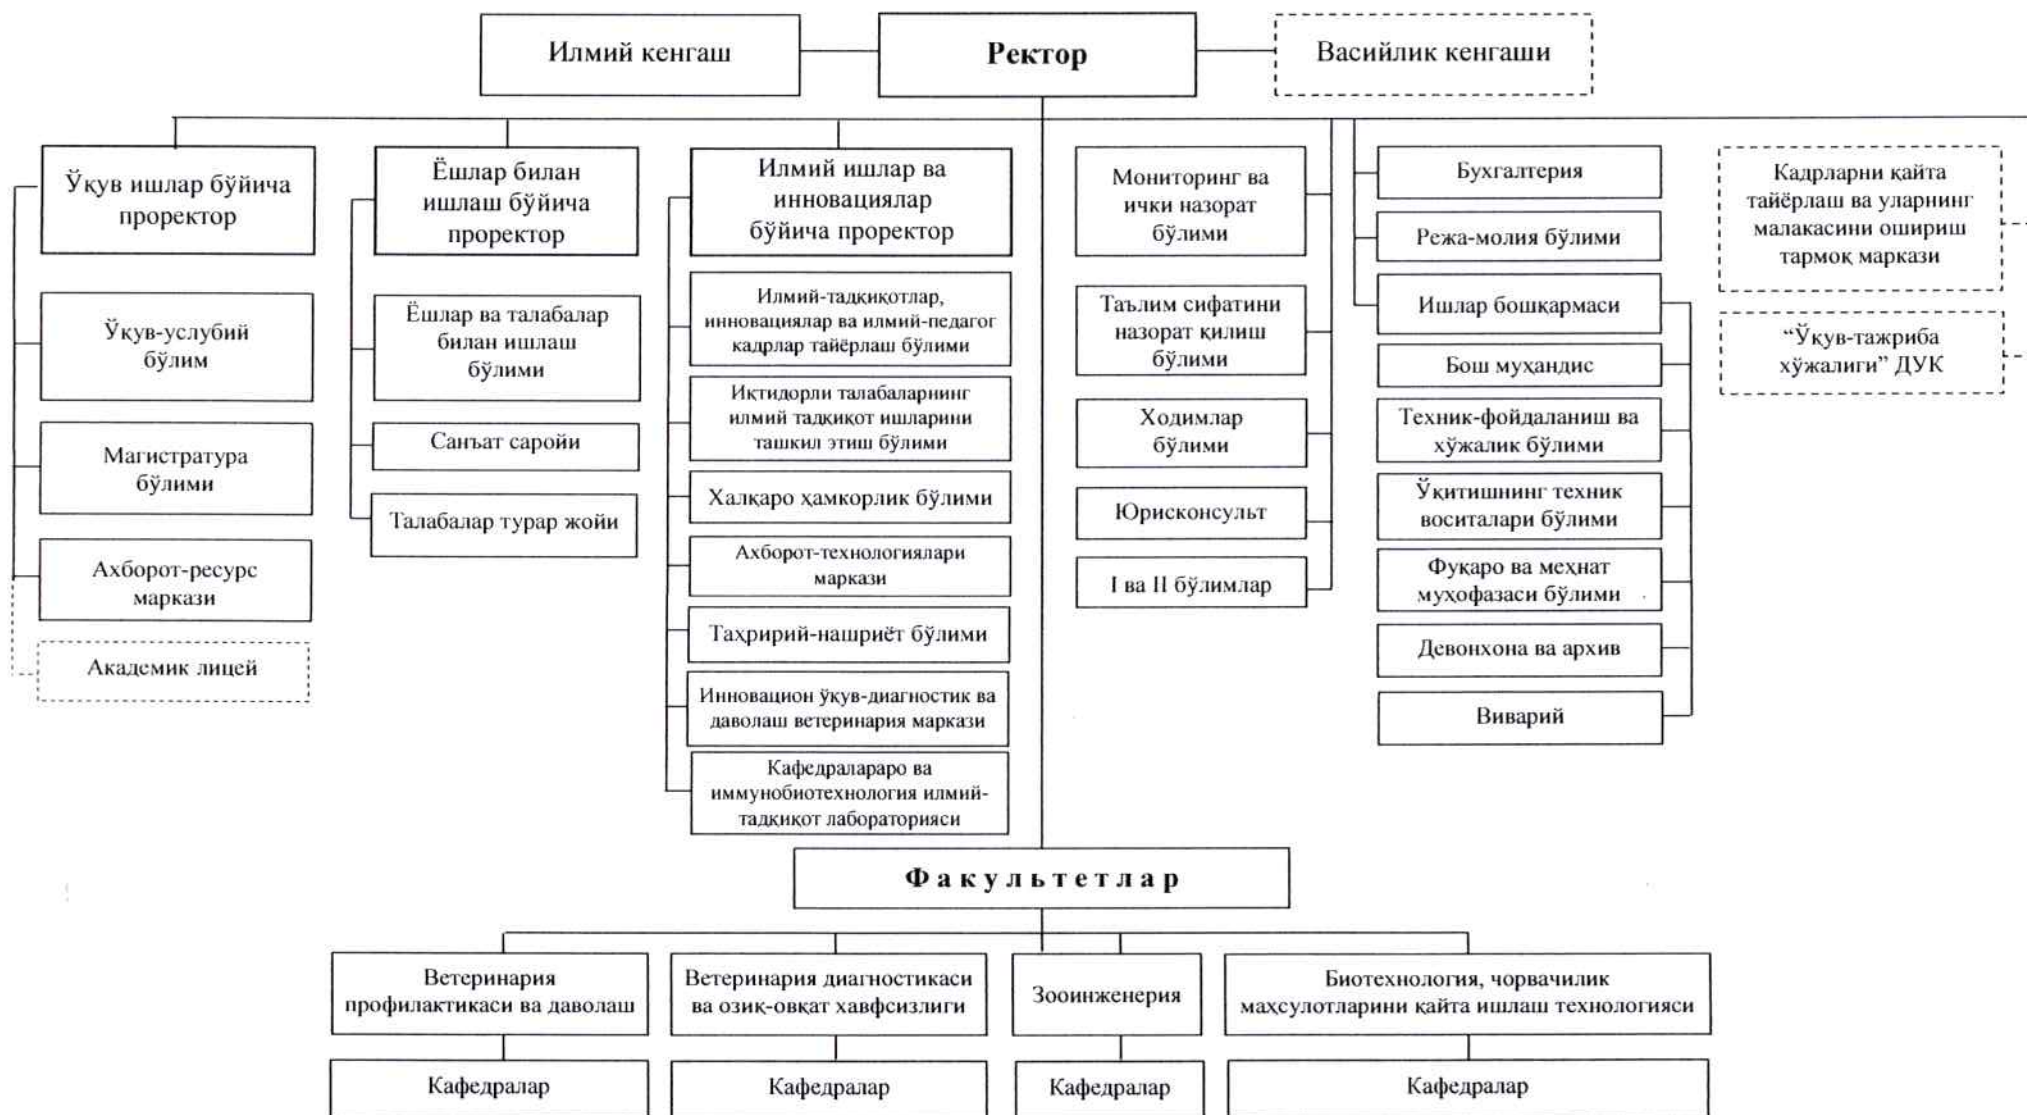 Илмий кенгаш
Ректор
Васийлик кенгаши
Ўқув ишлар бўйича
проректор
Ўқув-услубий
бўлим
Магистратура
бўлими
Ахборот-ресурс
маркази
Академик лицей
Ёшлар билан
ишлаш бўйича
проректор
Ёшлар ва талабалар
билан ишлаш
бўлими
Санъат саройи
Талабалар турар жойи
Илмий ишлар ва
инновациялар
бўйича проректор
Илмий-тадқиқотлар,
инновациялар ва илмий-педагог
кадрлар тайёрлаш бўлими
Иқтидорли талабаларнинг
илмий тадқиқот ишларини
ташкил этиш бўлими
Халқаро ҳамкорлик бўлими
Ахборот-технологиялари
маркази
Таҳририй-нашриёт бўлими
Инновацион ўқув-диагностик ва
даволаш ветеринария маркази
Кафедралараро ва
иммунобиотехнология илмий-
тадқиқот лабораторияси
Мониторинг ва
ички назорат
бўлими
Таълим сифатини
назорат қилиш
бўлими
Ходимлар
бўлими
Юрисконсульт
I ва II бўлимлар
Бухгалтерия
Режа-молия бўлими
Ишлар бошқармаси
Бош муҳандис
Техник-фойдаланиш ва
хўжалик бўлими
Ўқитишнинг техник
воситалари бўлими
Фуқаро ва меҳнат
муҳофазаси бўлими
Девонхона ва архив
Виварий
Кадрларни қайта
тайёрлаш ва уларнинг
малакасини ошириш
тармоқ маркази
“Ўқув-тажриба
хўжалиги” ДУК
Факультетлар
Ветеринария
профилактикаси ва даволаш
Ветеринария диагностикаси
ва озиқ-овқат хавфсизлиги
Зооинженерия
Биотехнология, чорвачилик
маҳсулотларини қайта ишлаш технологияси
Кафедралар
Кафедралар
Кафедралар
Кафедралар